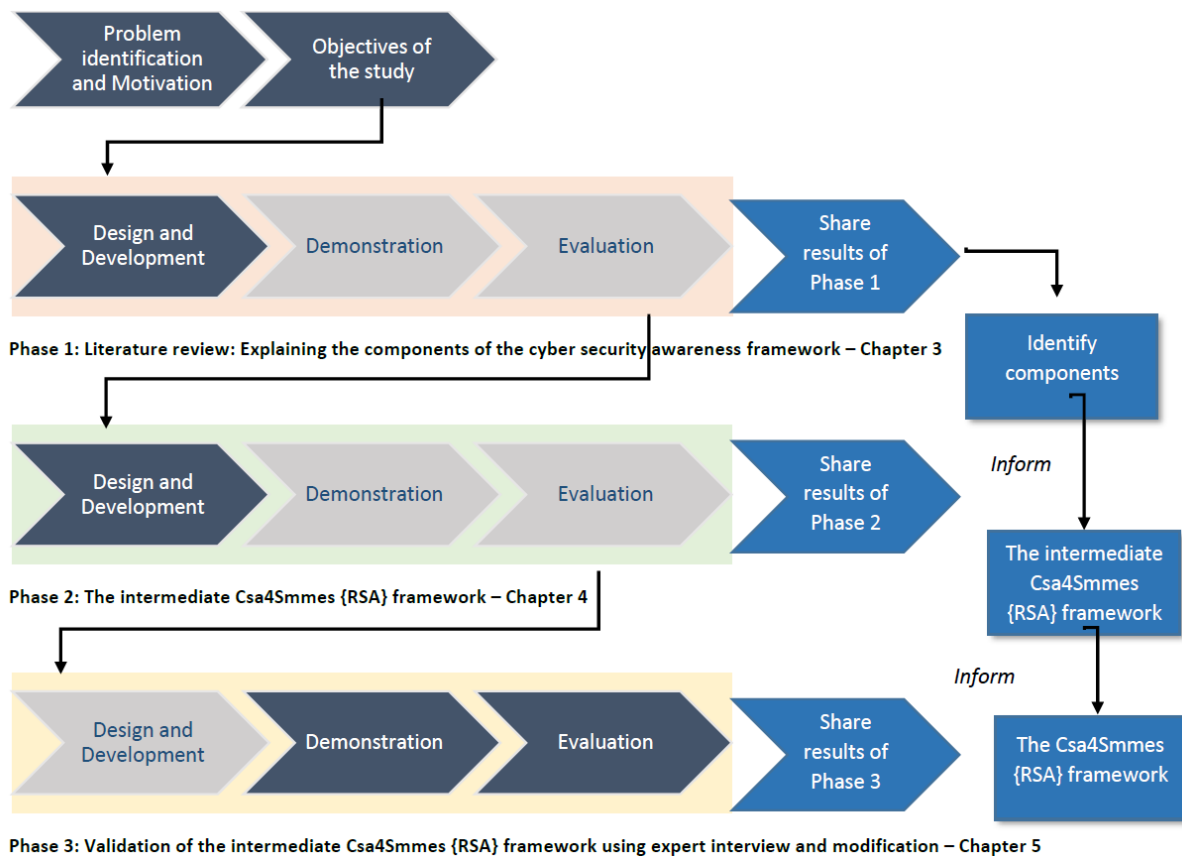 Problem
identification
and Motivation
Objectives of
the study
Design and
Development
Demonstration
Evaluation
Share
results of
Phase 1
Phase 1: Literature review: Explaining the components of the cyber security awareness framework – Chapter 3
Identify
components
Design and
Development
Demonstration
Evaluation
Share
results of
Phase 2
Inform
Phase 2: The intermediate Csa4Smmes {RSA} framework – Chapter 4
The intermediate
Csa4Smmes
{RSA} framework
Inform
Design and
Development
Demonstration
Evaluation
Share
results of
Phase 3
The Csa4Smmes
{RSA} framework
Phase 3: Validation of the intermediate Csa4Smmes {RSA} framework using expert interview and modification – Chapter 5